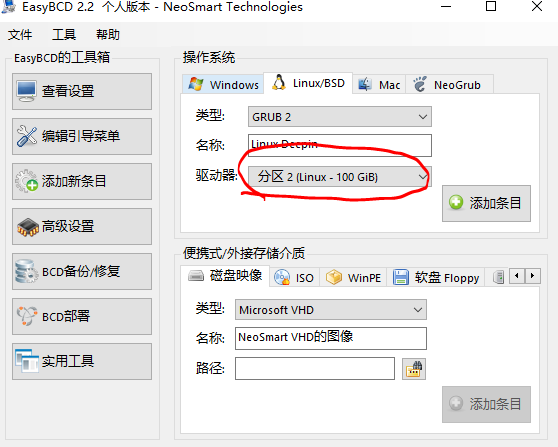 EasyBCD 2.2 个人版本 - NeoSmart Technologies
文件 工具 帮助
EasyBCD的工具箱
查看设置
编辑引导菜单
添加新条目
高级设置
BCD备份/修复
BCD部署
实用工具
操作系统
Windows Linux/BSD Mac NeoGrub
类型: GRUB 2
名称: Linux Deepin
驱动器: 分区 2 (Linux - 100 GiB)
添加条目
便携式/外接存储介质
磁盘映像 ISO WinPE 软盘 Floppy
类型: Microsoft VHD
名称: NeoSmart VHD的图像
路径:
添加条目